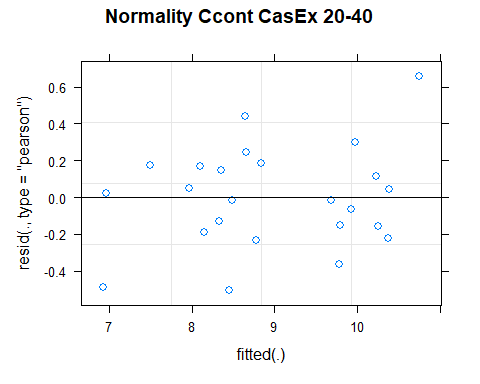 Normality Ccont CasEx 20-40
resid(., type = "pearson")
0.6
0.4
0.2
0.0
-0.2
-0.4
7 8 9 10
fitted(.)